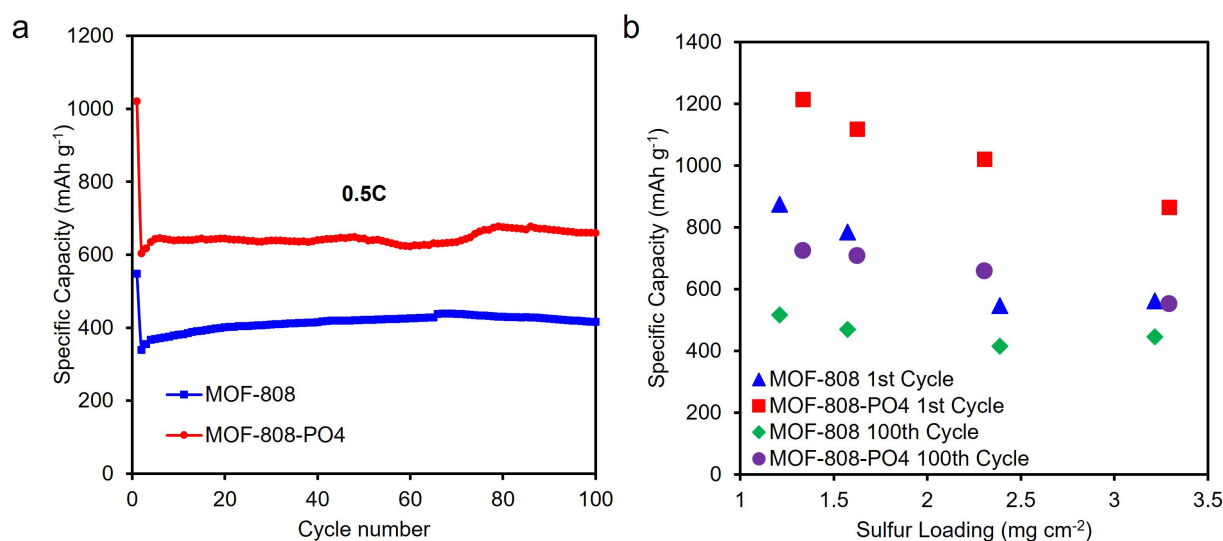 a
1200
1000
800
600
400
200
0
Specific Capacity (mAh g⁻¹)
0.5C
MOF-808
MOF-808-PO4
0 20 40 60 80 100
Cycle number
b
1400
1200
1000
800
600
400
200
0
Specific Capacity (mAh g⁻¹)
MOF-808 1st Cycle
MOF-808-PO4 1st Cycle
MOF-808 100th Cycle
MOF-808-PO4 100th Cycle
1 1.5 2 2.5 3 3.5
Sulfur Loading (mg cm⁻²)